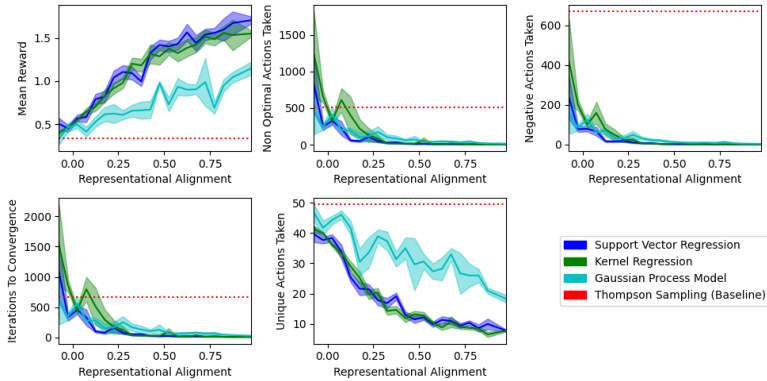 Mean Reward
1.5
1.0
0.5
0.00 0.25 0.50 0.75
Representational Alignment
Non Optimal Actions Taken
1500
1000
500
0
0.00 0.25 0.50 0.75
Representational Alignment
Negative Actions Taken
600
400
200
0
0.00 0.25 0.50 0.75
Representational Alignment
Iterations To Convergence
2000
1500
1000
500
0
0.00 0.25 0.50 0.75
Representational Alignment
Unique Actions Taken
50
40
30
20
10
0.00 0.25 0.50 0.75
Representational Alignment
Support Vector Regression
Kernel Regression
Gaussian Process Model
Thompson Sampling (Baseline)